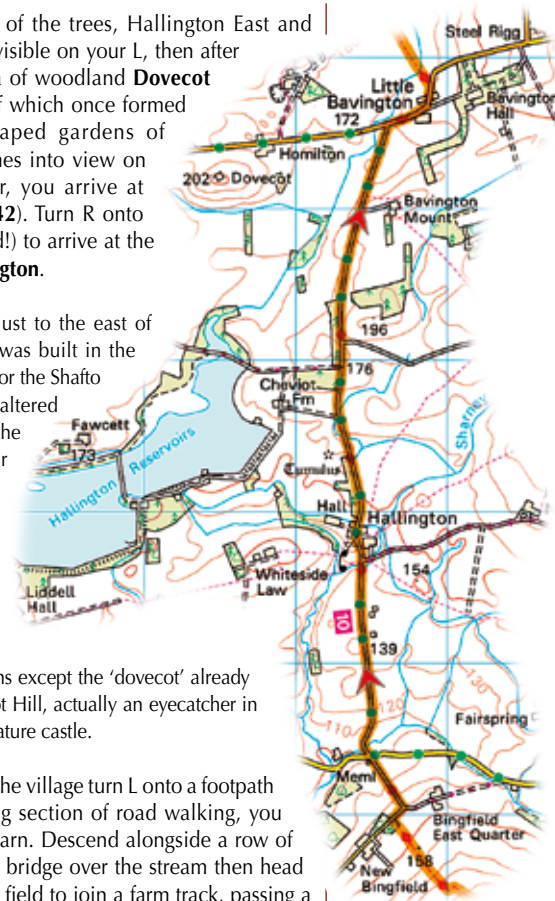 of the trees, Hallington East and
visible on your L, then after
of woodland Dovecot
f which once formed
aped gardens of
nes into view on
r, you arrive at
42). Turn R onto
d!) to arrive at the
gton.
ust to the east of
was built in the
or the Shafto
altered
he
r
ns except the ‘dovecot’ already
ot Hill, actually an eyecatcher in
ature castle.
he village turn L onto a footpath
g section of road walking, you
arn. Descend alongside a row of
bridge over the stream then head
field to join a farm track, passing a
Steel Rigg
Little
Bavington
172
Bavington
Hall
Homilton
202 Dovecot
Bavington
Mount
196
176
Cheviot
Fm
Fawcett
173
Hallington Reservoirs
Tumulus
Sharney
Hall
Hallington
Whiteside
Law
154
Liddell
Hall
10
139
130
120
110
Fairspring
Meml
Bingfield
East Quarter
158
New
Bingfield